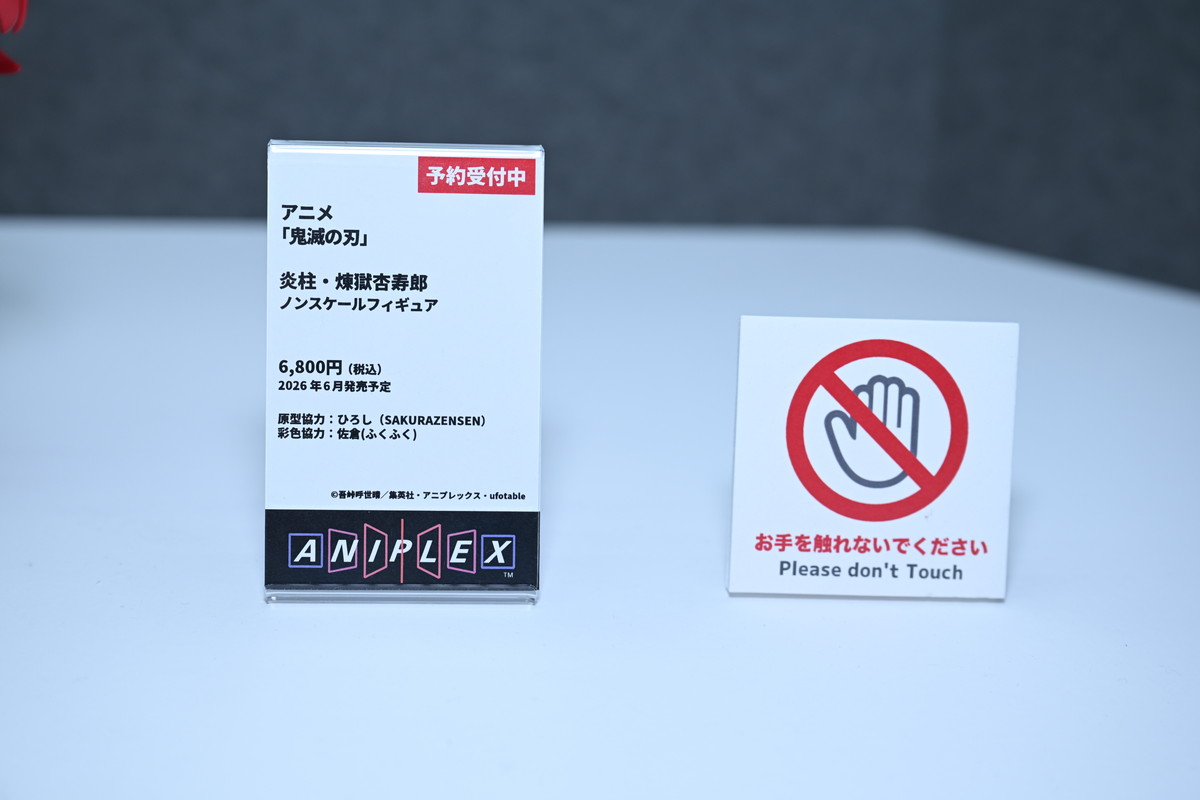 予約受付中
アニメ
「鬼滅の刃」
炎柱・煉獄杏寿郎
ノンスケールフィギュア
6,800円（税込）
2026年6月発売予定
原型協力：ひろし（SAKURAZENSEN）
彩色協力：佐倉(ふくふく)
©吾峠呼世晴／集英社・アニプレックス・ufotable
ANIPLEX
TM
お手を触れないでください
Please don't Touch